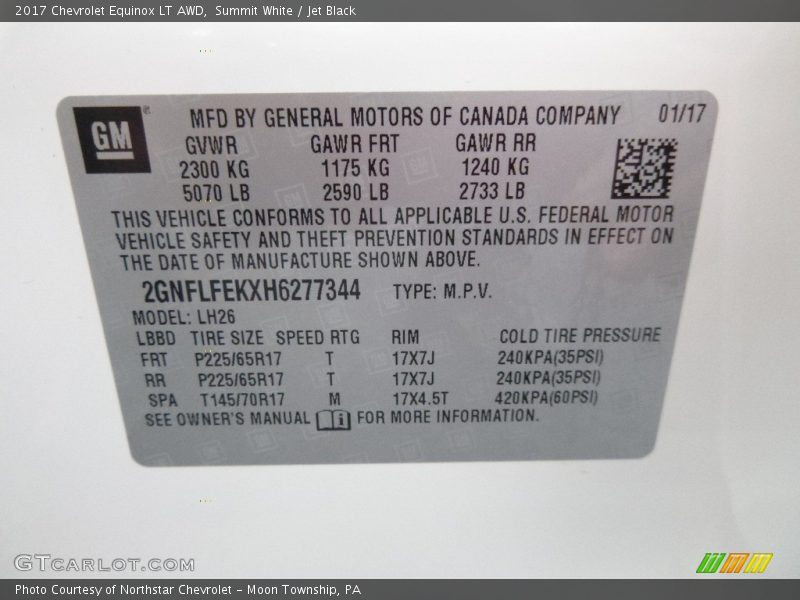 2017 Chevrolet Equinox LT AWD, Summit White / Jet Black
GM®
MFD BY GENERAL MOTORS OF CANADA COMPANY 01/17
GVWR GAWR FRT GAWR RR
2300 KG 1175 KG 1240 KG
5070 LB 2590 LB 2733 LB
THIS VEHICLE CONFORMS TO ALL APPLICABLE U.S. FEDERAL MOTOR
VEHICLE SAFETY AND THEFT PREVENTION STANDARDS IN EFFECT ON
THE DATE OF MANUFACTURE SHOWN ABOVE.
2GNFLFEKXH6277344 TYPE: M.P.V.
MODEL: LH26
LBBD TIRE SIZE SPEED RTG RIM COLD TIRE PRESSURE
FRT P225/65R17 T 17X7J 240KPA(35PSI)
RR P225/65R17 T 17X7J 240KPA(35PSI)
SPA T145/70R17 M 17X4.5T 420KPA(60PSI)
SEE OWNER'S MANUAL i FOR MORE INFORMATION.
GTCARLOT.COM
Photo Courtesy of Northstar Chevrolet - Moon Township, PA